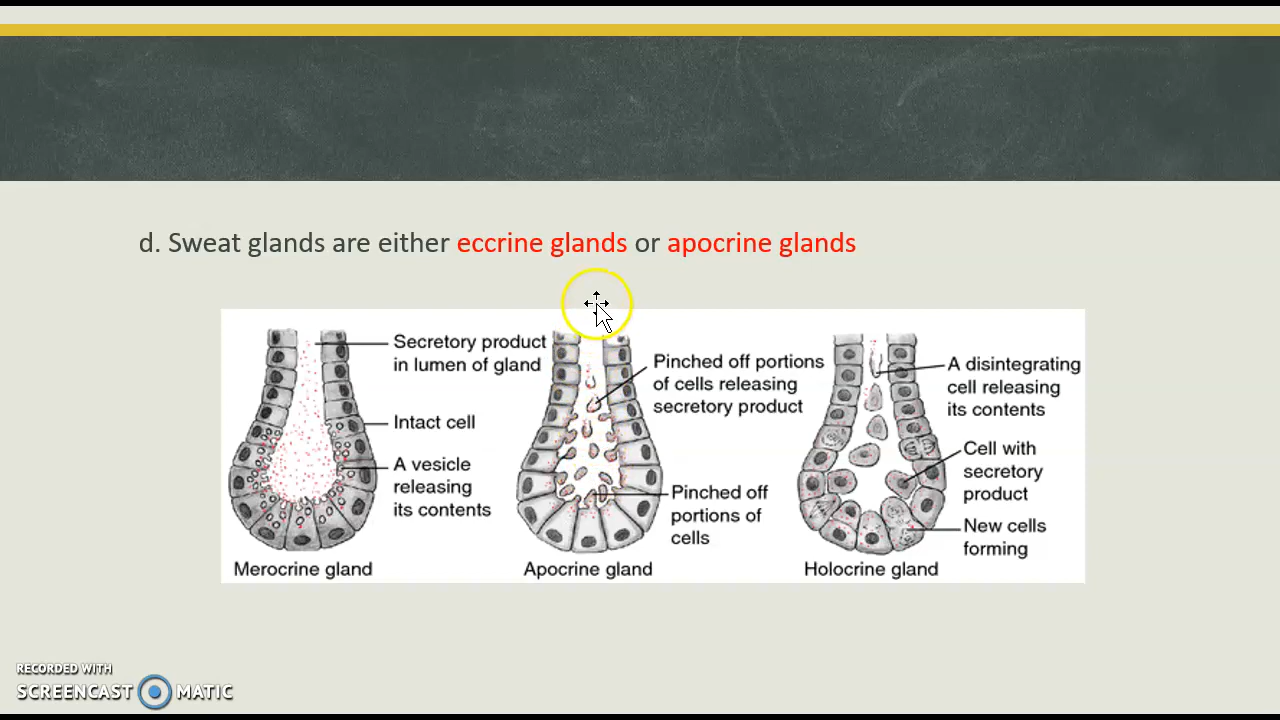 d. Sweat glands are either eccrine glands or apocrine glands
Secretory product
in lumen of gland
Intact cell
A vesicle
releasing
its contents
Merocrine gland
Pinched off portions
of cells releasing
secretory product
Pinched off
portions of
cells
Apocrine gland
A disintegrating
cell releasing
its contents
Cell with
secretory
product
New cells
forming
Holocrine gland
RECORDED WITH
SCREENCAST MATIC